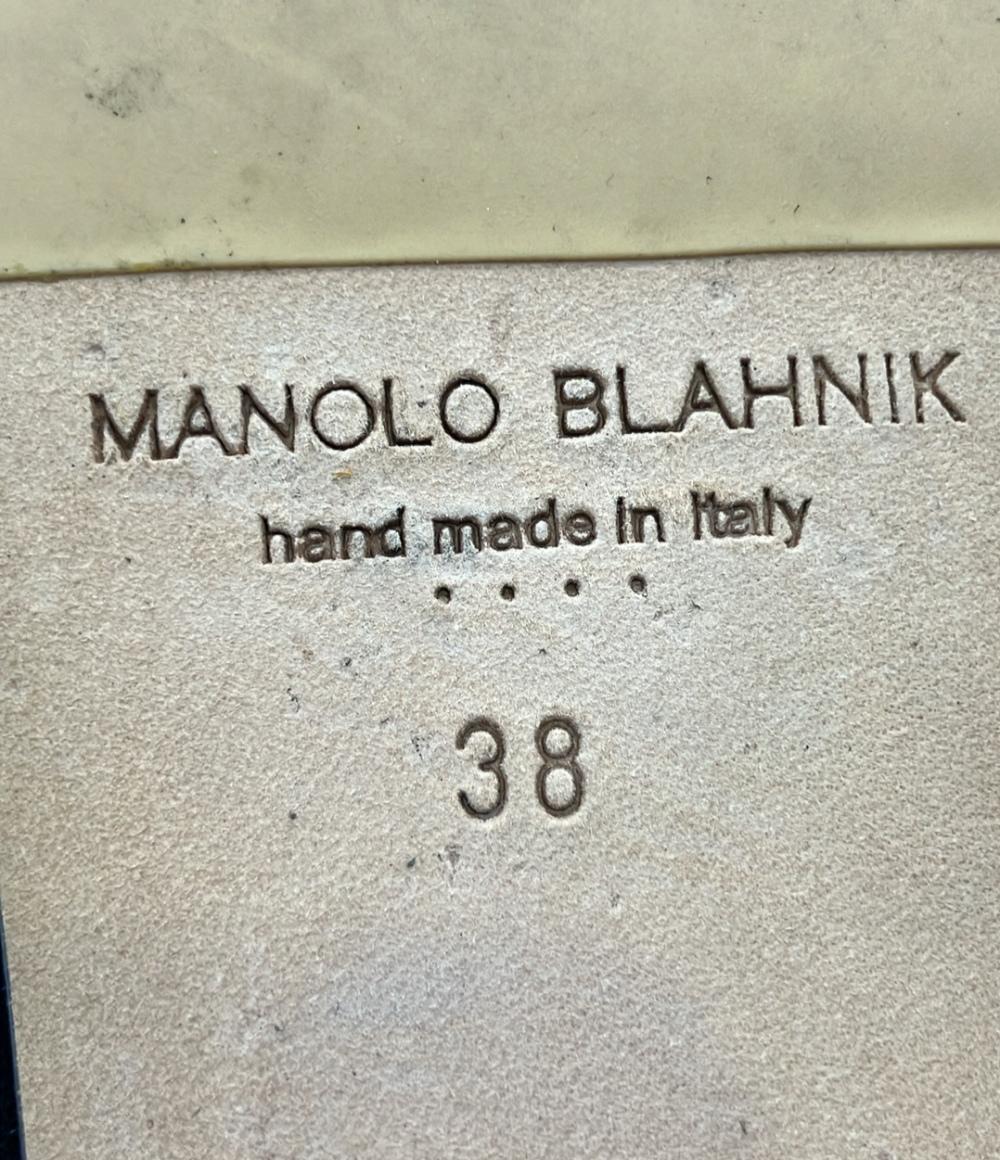 MANOLO BLAHNIK
hand made in Italy
• • • •
38